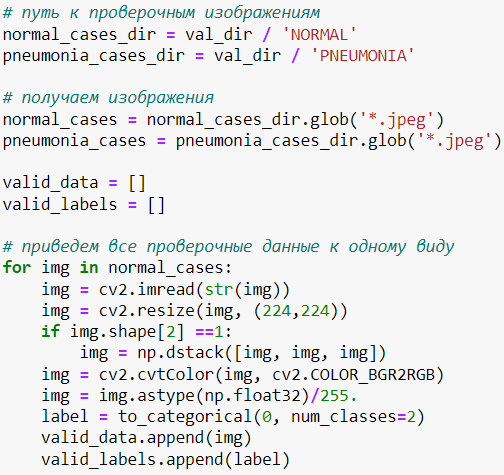 # путь к проверочным изображениям
normal_cases_dir = val_dir / 'NORMAL'
pneumonia_cases_dir = val_dir / 'PNEUMONIA'

# получаем изображения
normal_cases = normal_cases_dir.glob('*.jpeg')
pneumonia_cases = pneumonia_cases_dir.glob('*.jpeg')

valid_data = []
valid_labels = []

# приведем все проверочные данные к одному виду
for img in normal_cases:
    img = cv2.imread(str(img))
    img = cv2.resize(img, (224,224))
    if img.shape[2] ==1:
        img = np.dstack([img, img, img])
    img = cv2.cvtColor(img, cv2.COLOR_BGR2RGB)
    img = img.astype(np.float32)/255.
    label = to_categorical(0, num_classes=2)
    valid_data.append(img)
    valid_labels.append(label)